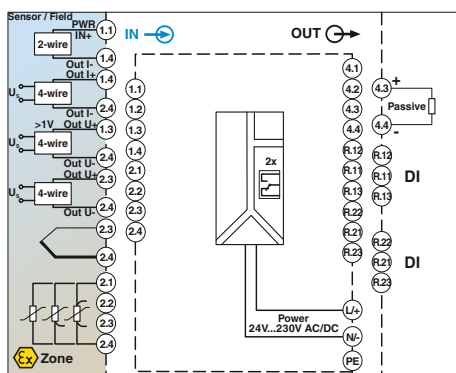 Sensor / Field
IN
OUT
PWR
IN+
1.1
2-wire
1.4
Out I-
Out I+
1.4
Us
4-wire
2.4
Out I-
>1V
Out U+
1.3
Us
4-wire
2.4
Out U-
Out U+
2.3
Us
4-wire
2.4
Out U-
2.3
2.4
2.1
2.2
2.3
2.4
Ex Zone
1.1
1.2
1.3
1.4
2.1
2.2
2.3
2.4
2x
Power
24V...230V AC/DC
4.1
4.2
4.3
4.4
R.12
R.11
R.13
R.22
R.21
R.23
L/+
N/-
PE
4.3
+
Passive
4.4
-
R.12
R.11
DI
R.13
R.22
R.21
DI
R.23